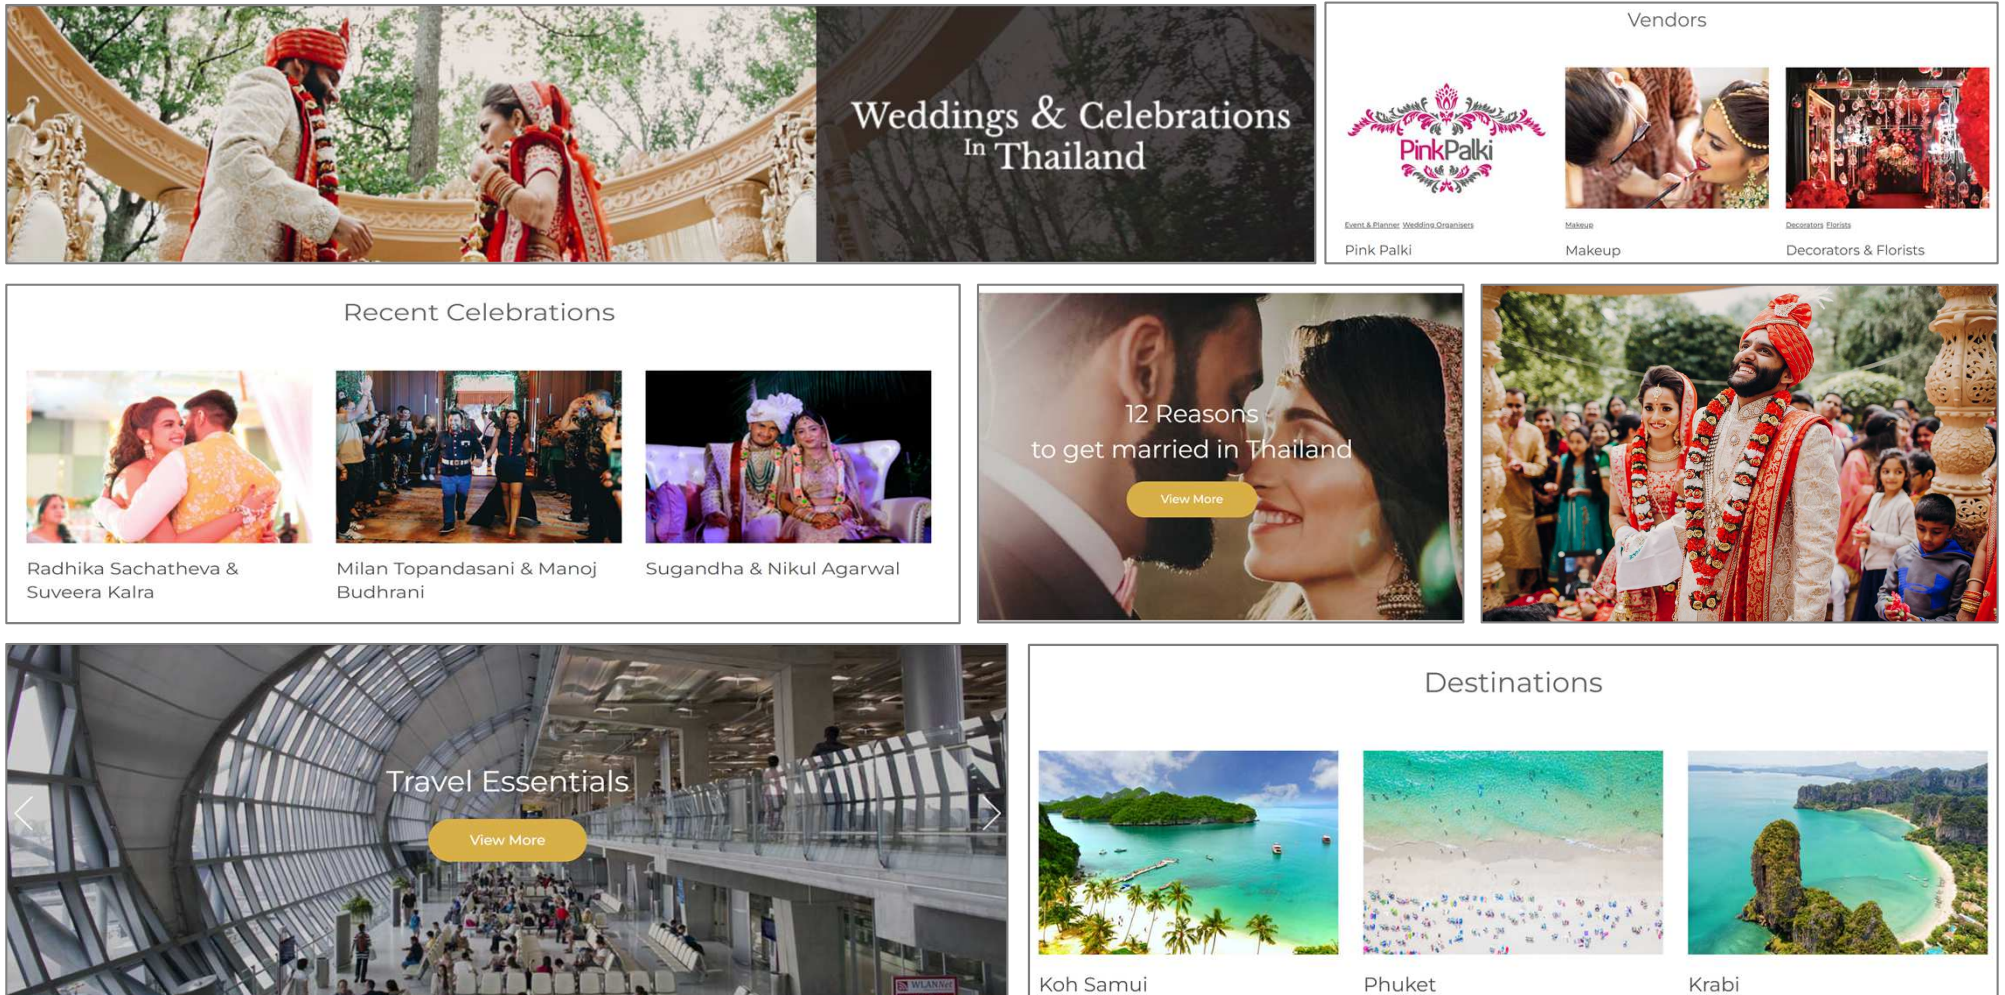 Weddings & Celebrations
In Thailand
Vendors
PinkPalki
Event & Planner Wedding Organisers
Makeup
Decorators Florists
Pink Palki
Makeup
Decorators & Florists
Recent Celebrations
Radhika Sachatheva &
Suveera Kalra
Milan Topandasani & Manoj
Budhrani
Sugandha & Nikul Agarwal
12 Reasons
to get married in Thailand
View More
Travel Essentials
View More
WLANNet
Destinations
Koh Samui
Phuket
Krabi